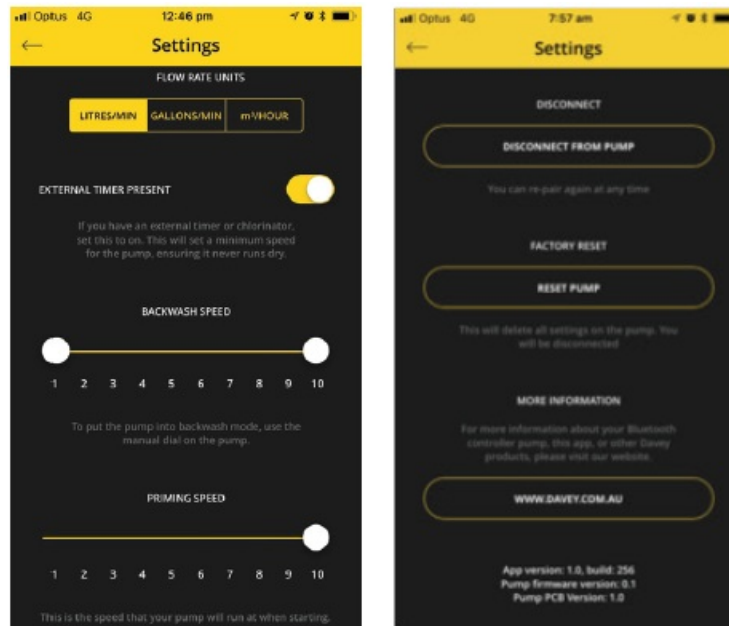 Optus 4G 12:46 pm
Settings
FLOW RATE UNITS
LITRES/MIN GALLONS/MIN m³/HOUR
EXTERNAL TIMER PRESENT
If you have an external timer or chlorinator,
set this to on. This will set a minimum speed
for the pump, ensuring it never runs dry.
BACKWASH SPEED
1 2 3 4 5 6 7 8 9 10
To put the pump into backwash mode, use the
manual dial on the pump.
PRIMING SPEED
1 2 3 4 5 6 7 8 9 10
This is the speed that your pump will run at when starting.
Optus 4G 7:57 am
Settings
DISCONNECT
DISCONNECT FROM PUMP
You can re-pair again at any time
FACTORY RESET
RESET PUMP
This will delete all settings on the pump. You
will be disconnected
MORE INFORMATION
For more information about your Bluetooth
controller pump, this app, or other Davey
products, please visit our website.
WWW.DAVEY.COM.AU
App version: 1.0, build: 256
Pump firmware version: 0.1
Pump PCB Version: 1.0